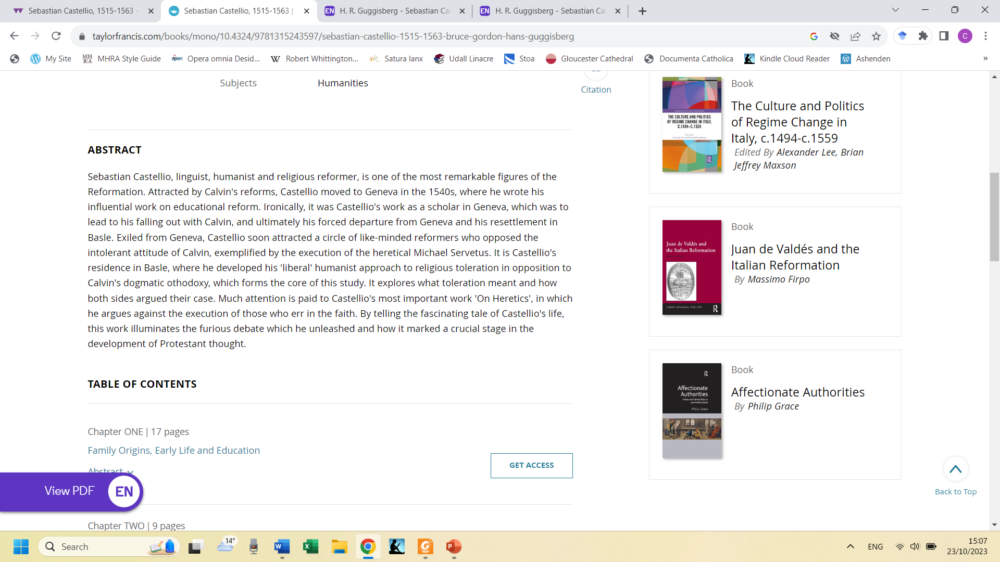 Sebastian Castellio, 1515-1563 -
Sebastian Castellio, 1515-1563 |
EN H. R. Guggisberg - Sebastian Ca
EN H. R. Guggisberg - Sebastian Ca
taylorfrancis.com/books/mono/10.4324/9781315243597/sebastian-castellio-1515-1563-bruce-gordon-hans-guggisberg
C
My Site
MHRA Style Guide
Opera omnia Desid...
Robert Whittington...
Satura lanx
Udall Linacre
Stoa
Gloucester Cathedral
Documenta Catholica
Kindle Cloud Reader
Ashenden
»
Subjects
Humanities
Citation
ABSTRACT
Sebastian Castellio, linguist, humanist and religious reformer, is one of the most remarkable figures of the
Reformation. Attracted by Calvin's reforms, Castellio moved to Geneva in the 1540s, where he wrote his
influential work on educational reform. Ironically, it was Castellio's work as a scholar in Geneva, which was to
lead to his falling out with Calvin, and ultimately his forced departure from Geneva and his resettlement in
Basle. Exiled from Geneva, Castellio soon attracted a circle of like-minded reformers who opposed the
intolerant attitude of Calvin, exemplified by the execution of the heretical Michael Servetus. It is Castellio's
residence in Basle, where he developed his 'liberal' humanist approach to religious toleration in opposition to
Calvin's dogmatic othodoxy, which forms the core of this study. It explores what toleration meant and how
both sides argued their case. Much attention is paid to Castellio's most important work 'On Heretics', in which
he argues against the execution of those who err in the faith. By telling the fascinating tale of Castellio's life,
this work illuminates the furious debate which he unleashed and how it marked a crucial stage in the
development of Protestant thought.
TABLE OF CONTENTS
Chapter ONE | 17 pages
Family Origins, Early Life and Education
Abstract
GET ACCESS
View PDF EN
Chapter TWO | 9 pages
THE CULTURE AND POLITICS
OF REGIME CHANGE IN ITALY,
C.1494–C.1559
Book
The Culture and Politics
of Regime Change in
Italy, c.1494-c.1559
Edited By Alexander Lee, Brian
Jeffrey Maxson
Juan de Valdés and
the Italian Reformation
R
Book
Juan de Valdés and the
Italian Reformation
By Massimo Firpo
R
Affectionate
Authorities
Fathers and Fatherly Roles in
Late Medieval Basel
Philip Grace
Book
Affectionate Authorities
By Philip Grace
Back to Top
Search
14°
W
X
PDF
P
ENG
15:07
23/10/2023